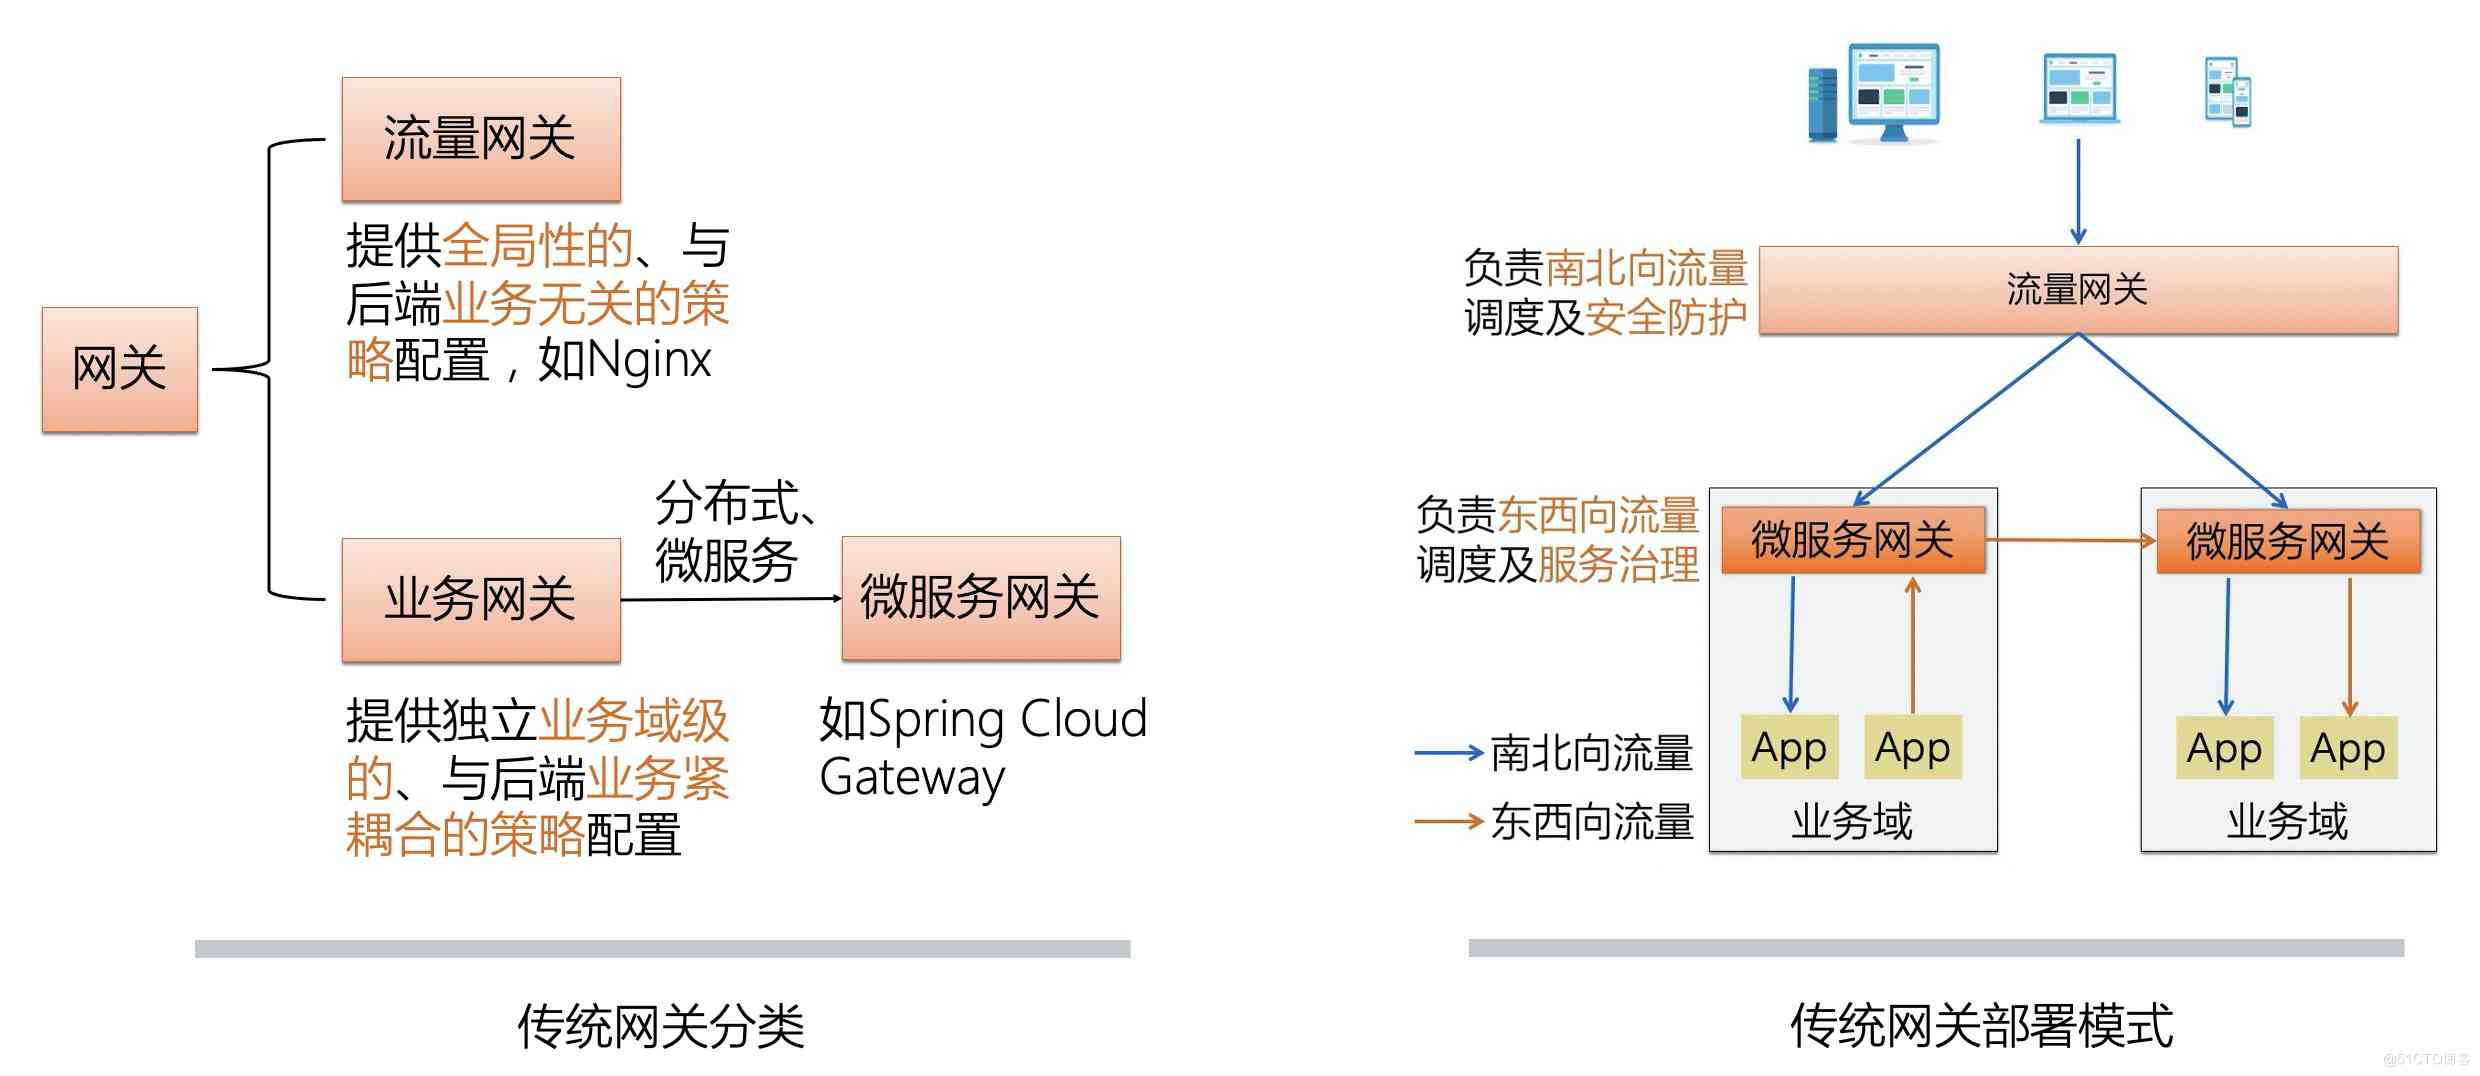 网关
流量网关
提供全局性的、与
后端业务无关的策
略配置，如Nginx
业务网关
分布式、
微服务
微服务网关
提供独立业务域级
的、与后端业务紧
耦合的策略配置
如Spring Cloud
Gateway
传统网关分类
负责南北向流量
调度及安全防护
流量网关
负责东西向流量
调度及服务治理
微服务网关
微服务网关
App
App
App
App
业务域
业务域
南北向流量
东西向流量
传统网关部署模式
@51CTO博客